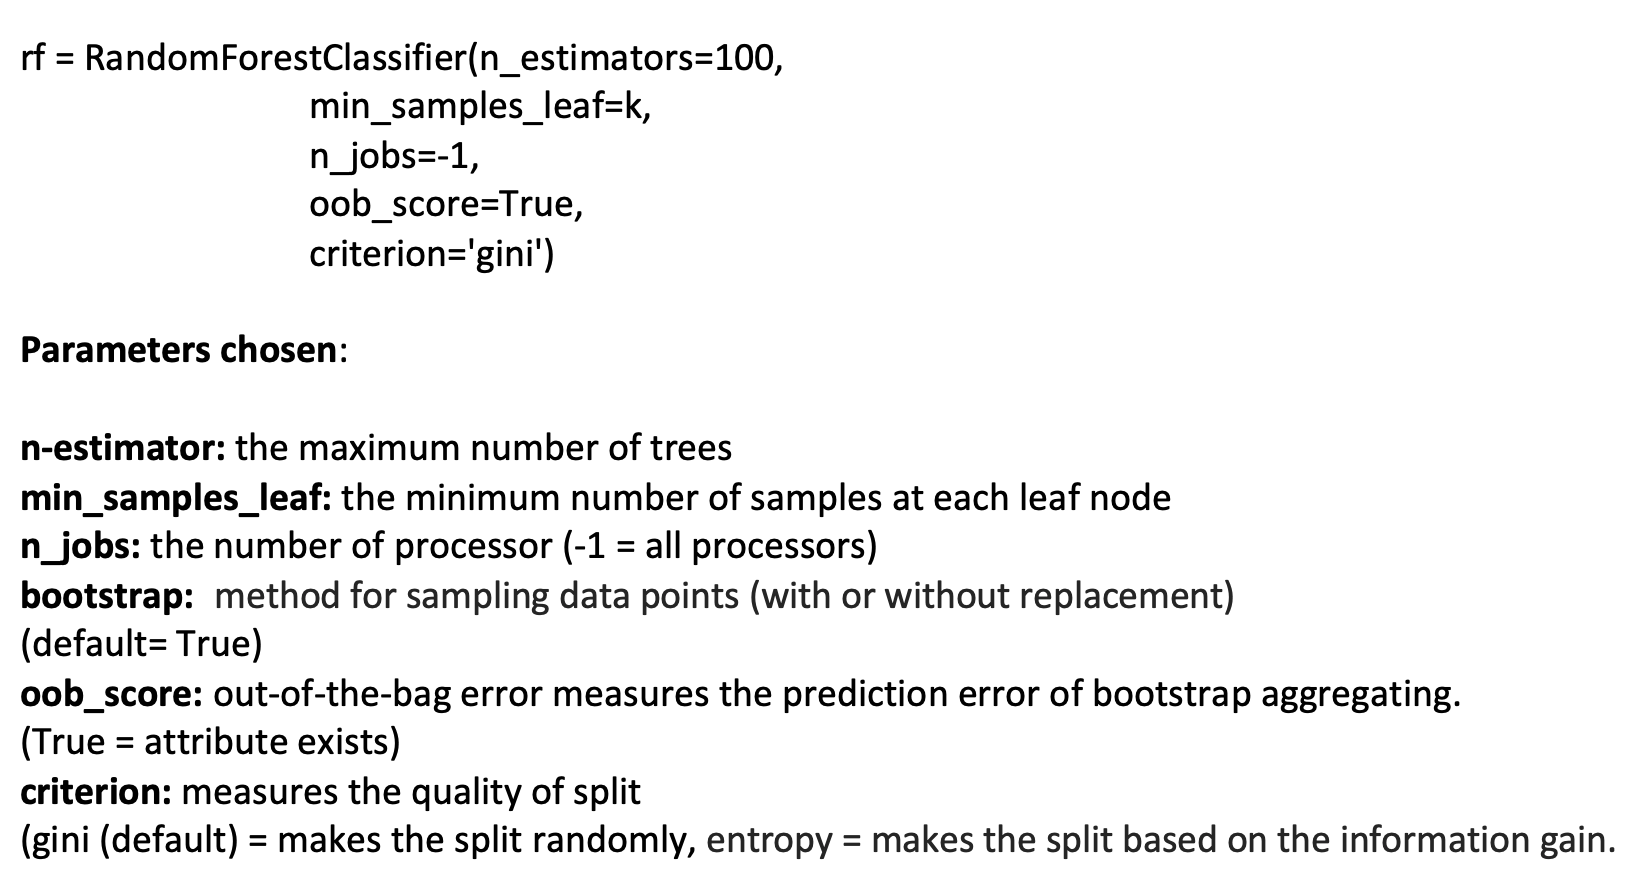 rf = RandomForestClassifier(n_estimators=100,
min_samples_leaf=k,
n_jobs=-1,
oob_score=True,
criterion='gini')
Parameters chosen:
n-estimator: the maximum number of trees
min_samples_leaf: the minimum number of samples at each leaf node
n_jobs: the number of processor (-1 = all processors)
bootstrap: method for sampling data points (with or without replacement)
(default= True)
oob_score: out-of-the-bag error measures the prediction error of bootstrap aggregating.
(True = attribute exists)
criterion: measures the quality of split
(gini (default) = makes the split randomly, entropy = makes the split based on the information gain.